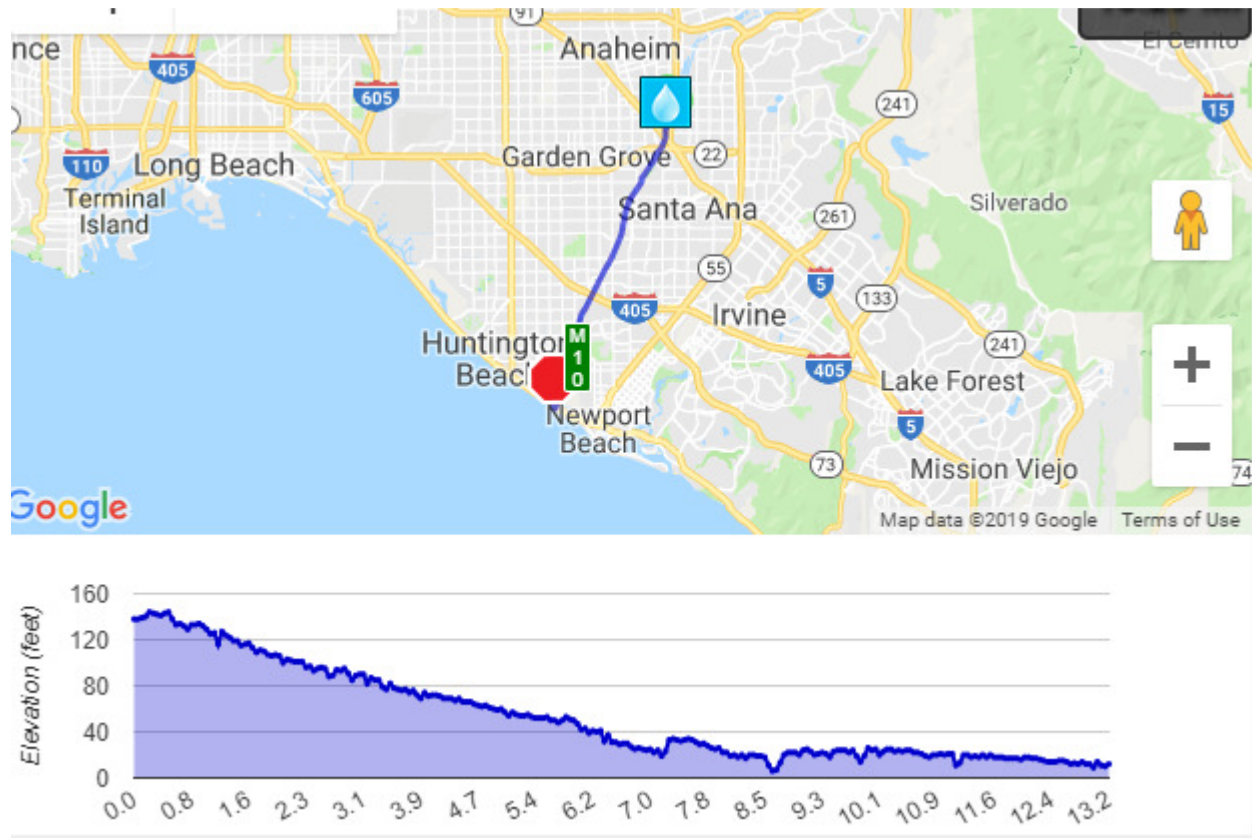 91
Anaheim
El Cerrito
nce
405
605
241
15
Garden Grove
22
110
Long Beach
Terminal
Island
Santa Ana
261
Silverado
55
5
133
405
Irvine
241
Huntington
Beac
M
1
0
405
Lake Forest
Newport
Beach
5
73
Mission Viejo
74
Google
Map data ©2019 Google
Terms of Use
Elevation (feet)
160
120
80
40
0
0.0 0.8 1.6 2.3 3.1 3.9 4.7 5.4 6.2 7.0 7.8 8.5 9.3 10.1 10.9 11.6 12.4 13.2